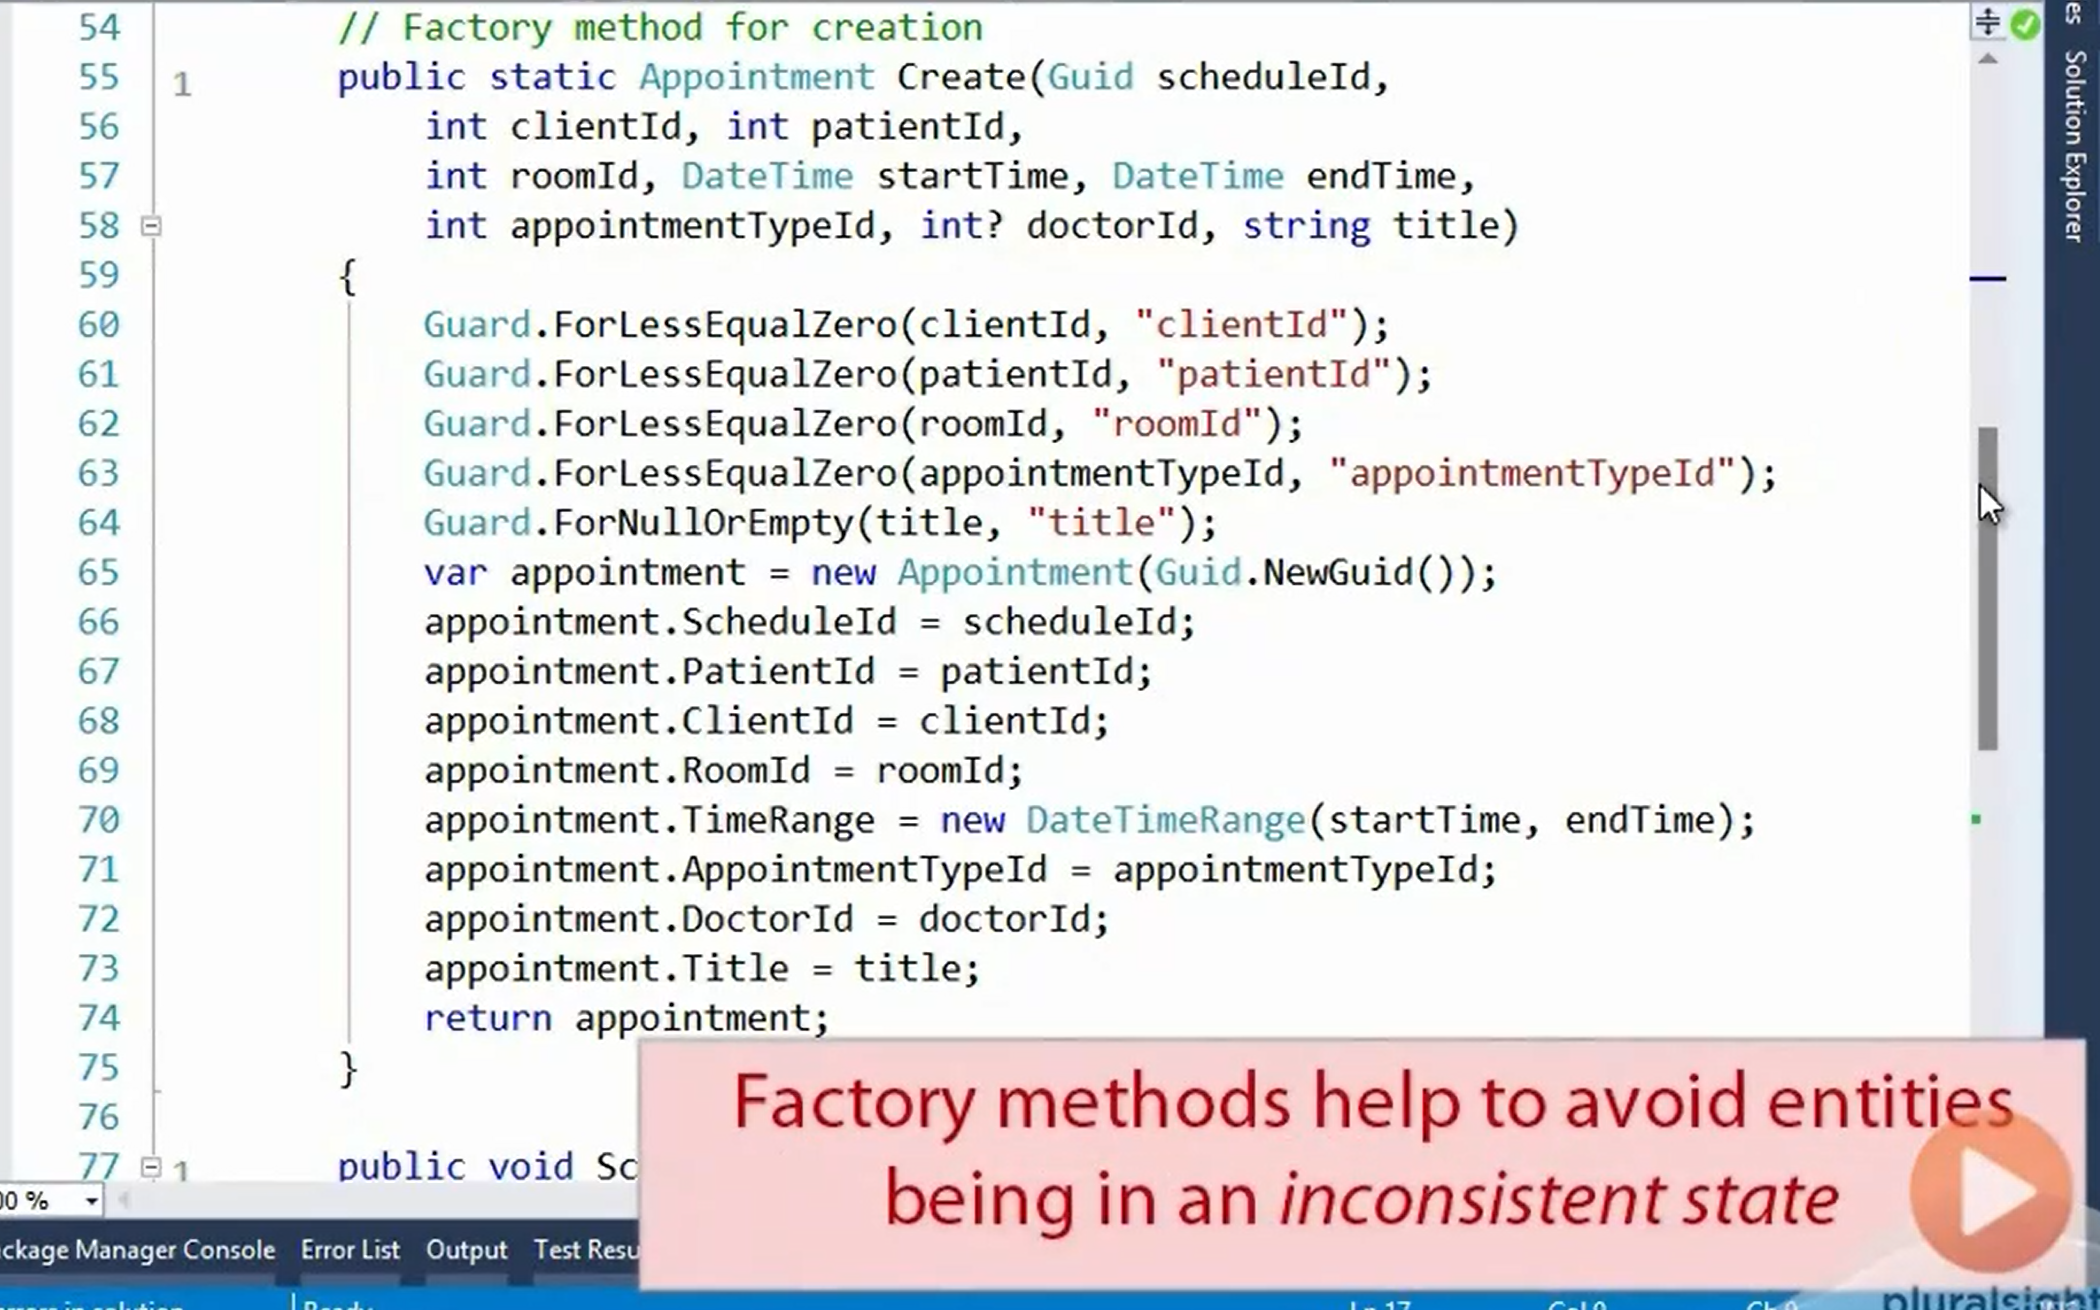 54 // Factory method for creation
55 1 public static Appointment Create(Guid scheduleId,
56 int clientId, int patientId,
57 int roomId, DateTime startTime, DateTime endTime,
58 int appointmentTypeId, int? doctorId, string title)
59 {
60 Guard.ForLessEqualZero(clientId, "clientId");
61 Guard.ForLessEqualZero(patientId, "patientId");
62 Guard.ForLessEqualZero(roomId, "roomId");
63 Guard.ForLessEqualZero(appointmentTypeId, "appointmentTypeId");
64 Guard.ForNullOrEmpty(title, "title");
65 var appointment = new Appointment(Guid.NewGuid());
66 appointment.ScheduleId = scheduleId;
67 appointment.PatientId = patientId;
68 appointment.ClientId = clientId;
69 appointment.RoomId = roomId;
70 appointment.TimeRange = new DateTimeRange(startTime, endTime);
71 appointment.AppointmentTypeId = appointmentTypeId;
72 appointment.DoctorId = doctorId;
73 appointment.Title = title;
74 return appointment;
75 }
76
77 1 public void Sc
es Solution Explorer
Factory methods help to avoid entities
being in an inconsistent state
00 %
ckage Manager Console Error List Output Test Resu
Ready
Ln 17
pluralsight